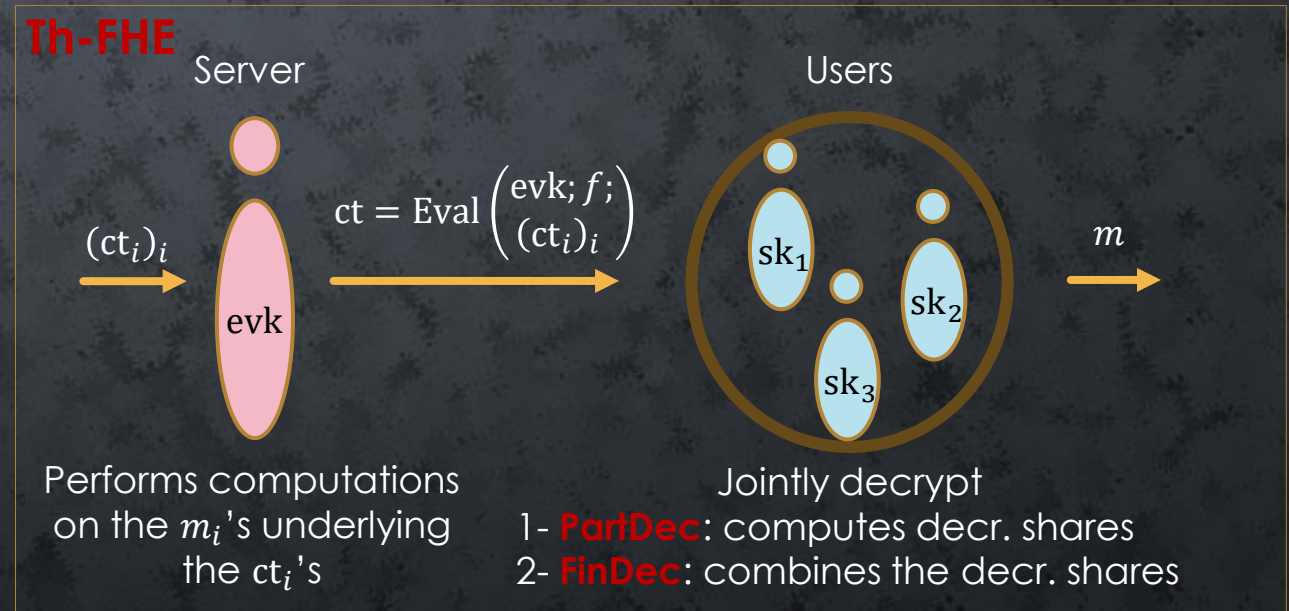 Th-FHE
Server
Users
(ct_i)_i
ct = Eval(evk; f;
(ct_i)_i)
evk
sk_1
sk_2
sk_3
m
Performs computations
on the m_i's underlying
the ct_i's
Jointly decrypt
1- PartDec: computes decr. shares
2- FinDec: combines the decr. shares